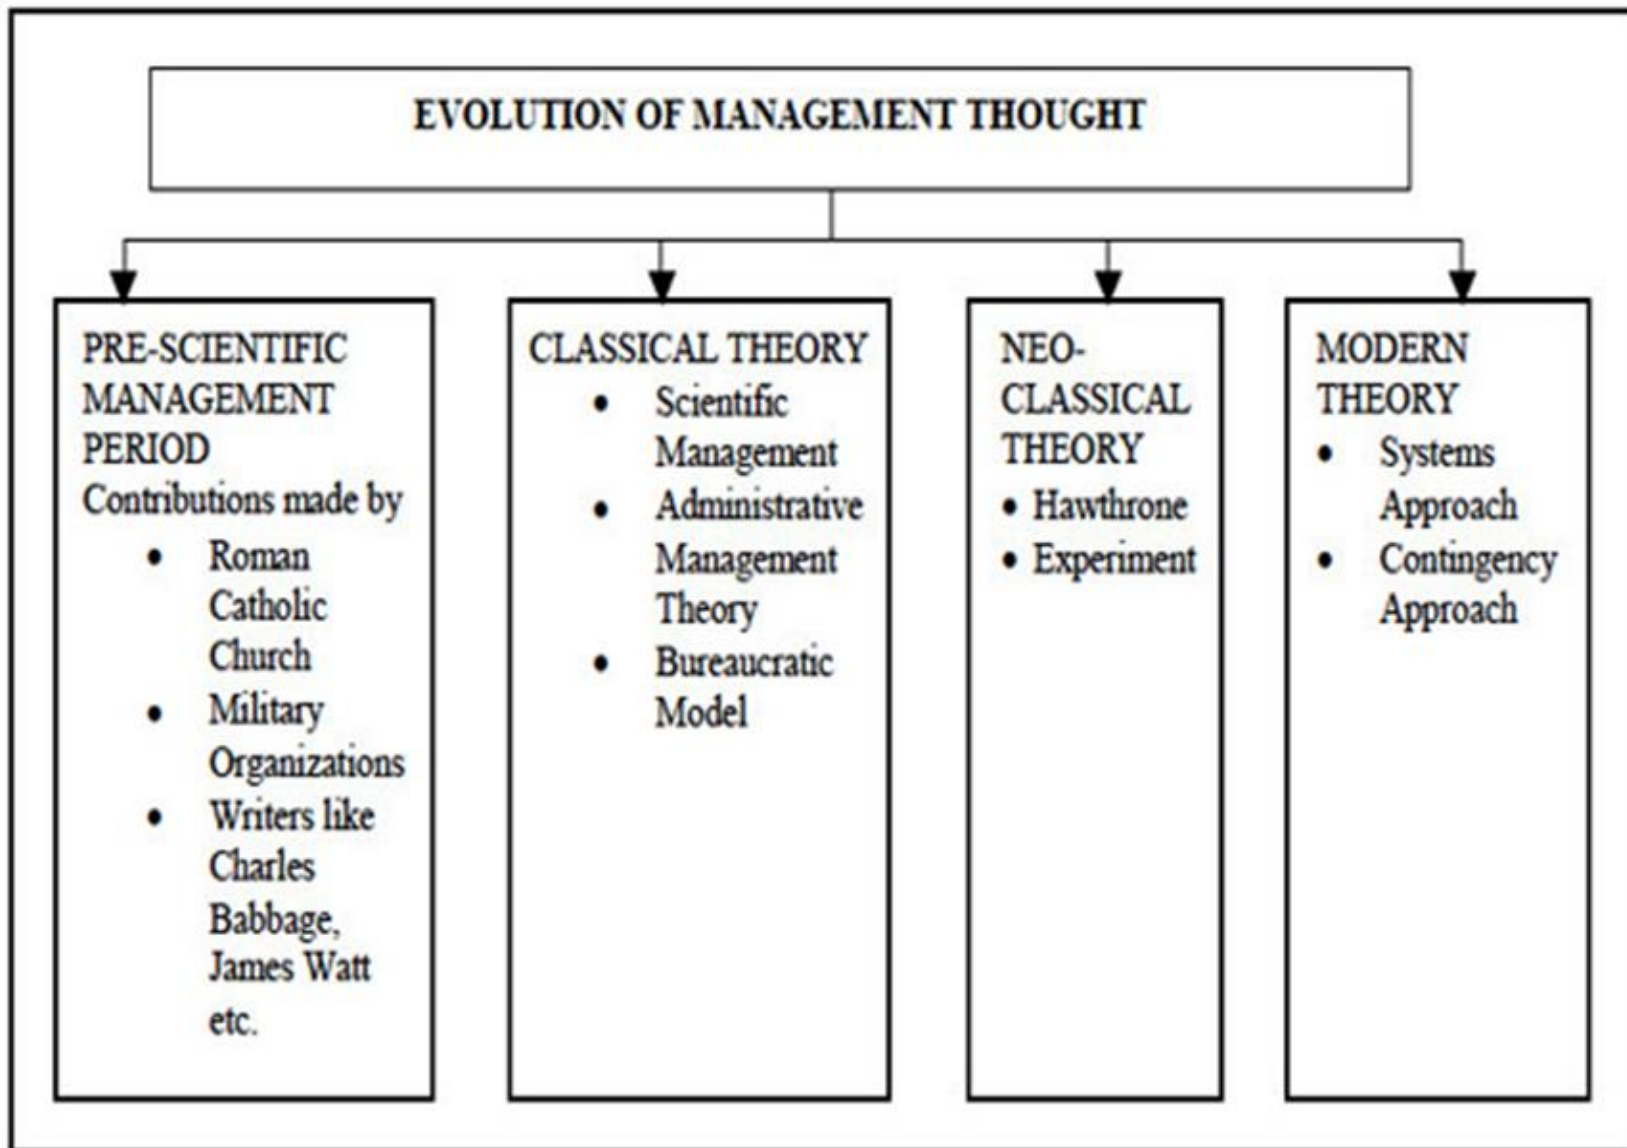 EVOLUTION OF MANAGEMENT THOUGHT
PRE-SCIENTIFIC
MANAGEMENT
PERIOD
Contributions made by
• Roman
Catholic
Church
• Military
Organizations
• Writers like
Charles
Babbage,
James Watt
etc.
CLASSICAL THEORY
• Scientific
Management
• Administrative
Management
Theory
• Bureaucratic
Model
NEO-
CLASSICAL
THEORY
• Hawthrone
• Experiment
MODERN
THEORY
• Systems
Approach
• Contingency
Approach